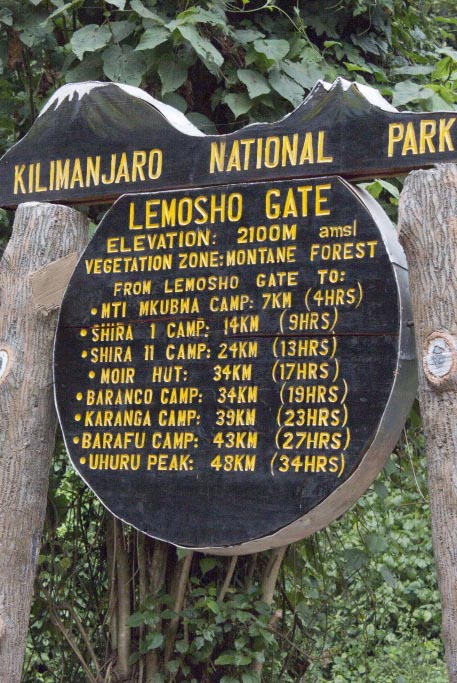 KILIMANJARO NATIONAL PARK
LEMOSHO GATE
ELEVATION: 2100M amsl
VEGETATION ZONE: MONTANE FOREST
FROM LEMOSHO GATE TO:
• MTI MKUBWA CAMP: 7KM (4HRS)
• SHIRA 1 CAMP: 14KM (9HRS)
• SHIRA 11 CAMP: 24KM (13HRS)
• MOIR HUT: 34KM (17HRS)
• BARANCO CAMP: 34KM (19HRS)
• KARANGA CAMP: 39KM (23HRS)
• BARAFU CAMP: 43KM (27HRS)
• UHURU PEAK: 48KM (34HRS)